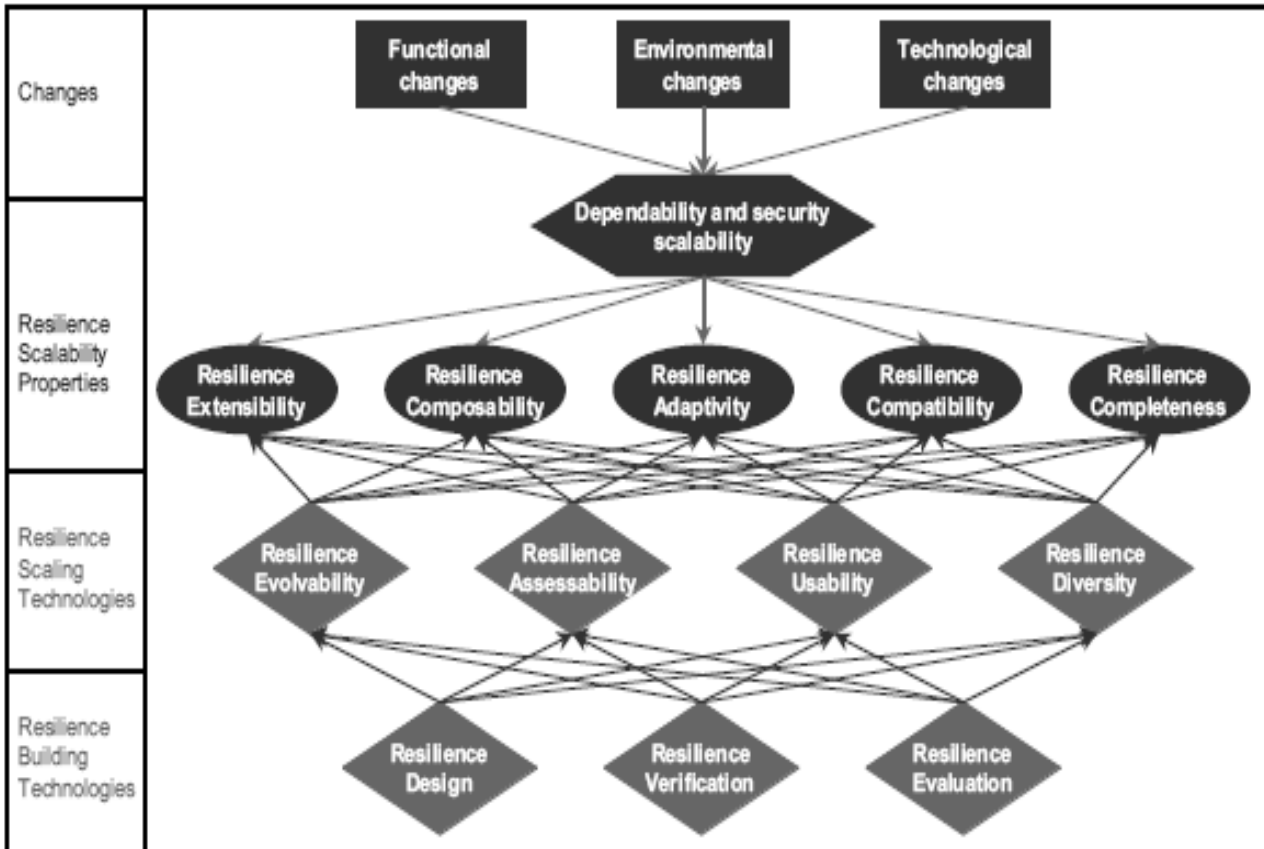 Changes
Functional
changes
Environmental
changes
Technological
changes
Resilience
Scalability
Properties
Dependability and security
scalability
Resilience
Extensibility
Resilience
Composability
Resilience
Adaptivity
Resilience
Compatibility
Resilience
Completeness
Resilience
Scaling
Technologies
Resilience
Evolvability
Resilience
Assessability
Resilience
Usability
Resilience
Diversity
Resilience
Building
Technologies
Resilience
Design
Resilience
Verification
Resilience
Evaluation